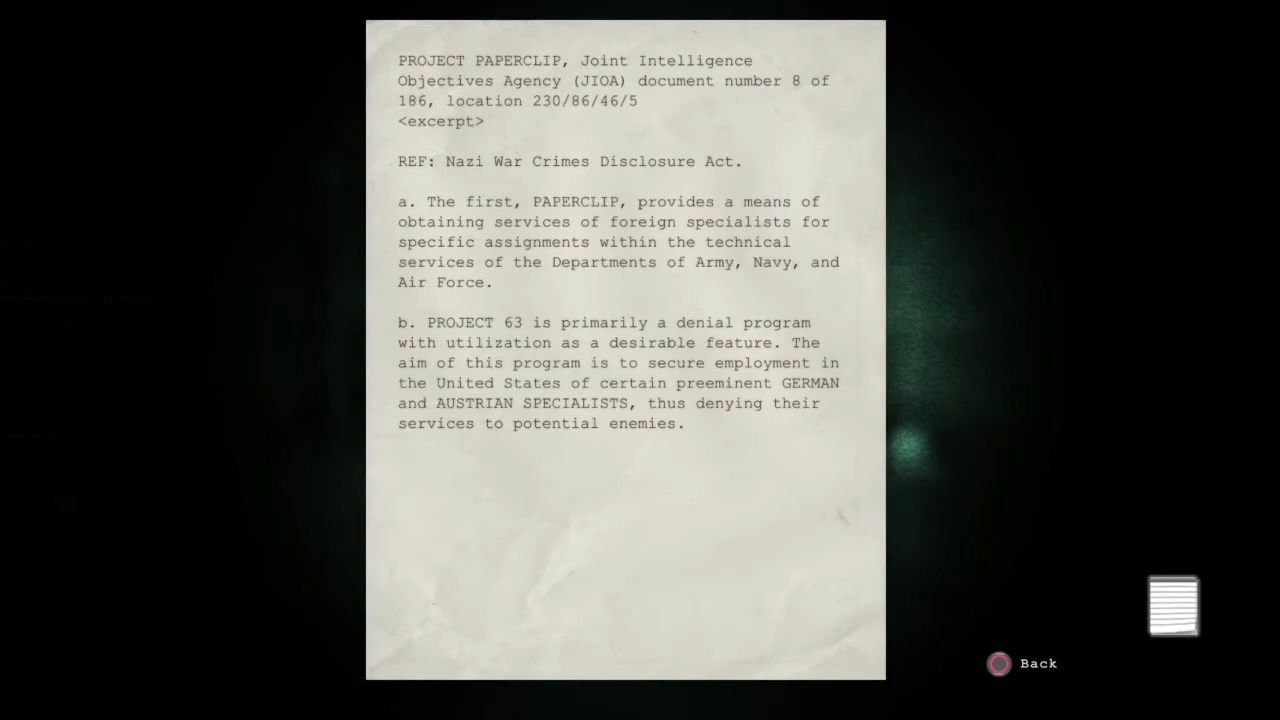 PROJECT PAPERCLIP, Joint Intelligence
Objectives Agency (JIOA) document number 8 of
186, location 230/86/46/5
<excerpt>
REF: Nazi War Crimes Disclosure Act.
a. The first, PAPERCLIP, provides a means of
obtaining services of foreign specialists for
specific assignments within the technical
services of the Departments of Army, Navy, and
Air Force.
b. PROJECT 63 is primarily a denial program
with utilization as a desirable feature. The
aim of this program is to secure employment in
the United States of certain preeminent GERMAN
and AUSTRIAN SPECIALISTS, thus denying their
services to potential enemies.
Back